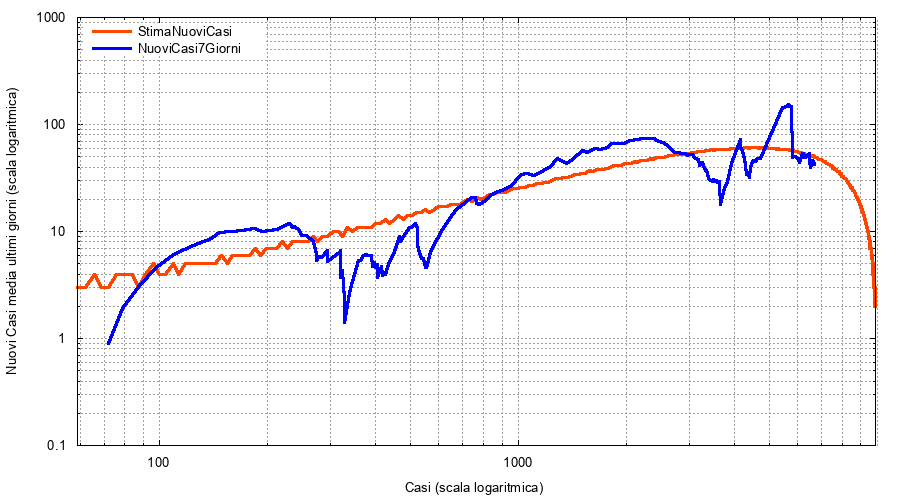 1000
StimaNuoviCasi
NuoviCasi7Giorni
100
10
1
0.1
Nuovi Casi media ultimi giorni (scala logaritmica)
100
1000
Casi (scala logaritmica)